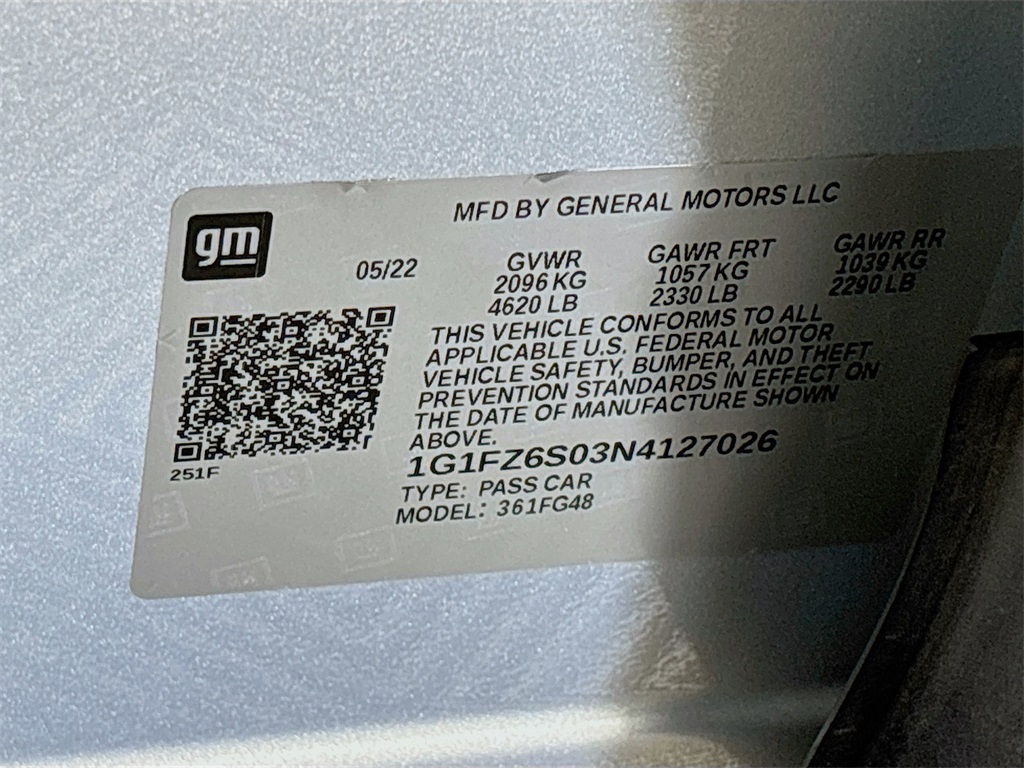 gm
MFD BY GENERAL MOTORS LLC
05/22
GVWR
2096 KG
4620 LB
GAWR FRT
1057 KG
2330 LB
GAWR RR
1039 KG
2290 LB
THIS VEHICLE CONFORMS TO ALL
APPLICABLE U.S. FEDERAL MOTOR
VEHICLE SAFETY, BUMPER, AND THEFT
PREVENTION STANDARDS IN EFFECT ON
THE DATE OF MANUFACTURE SHOWN
ABOVE.
1G1FZ6S03N4127026
251F
TYPE: PASS CAR
MODEL: 361FG48